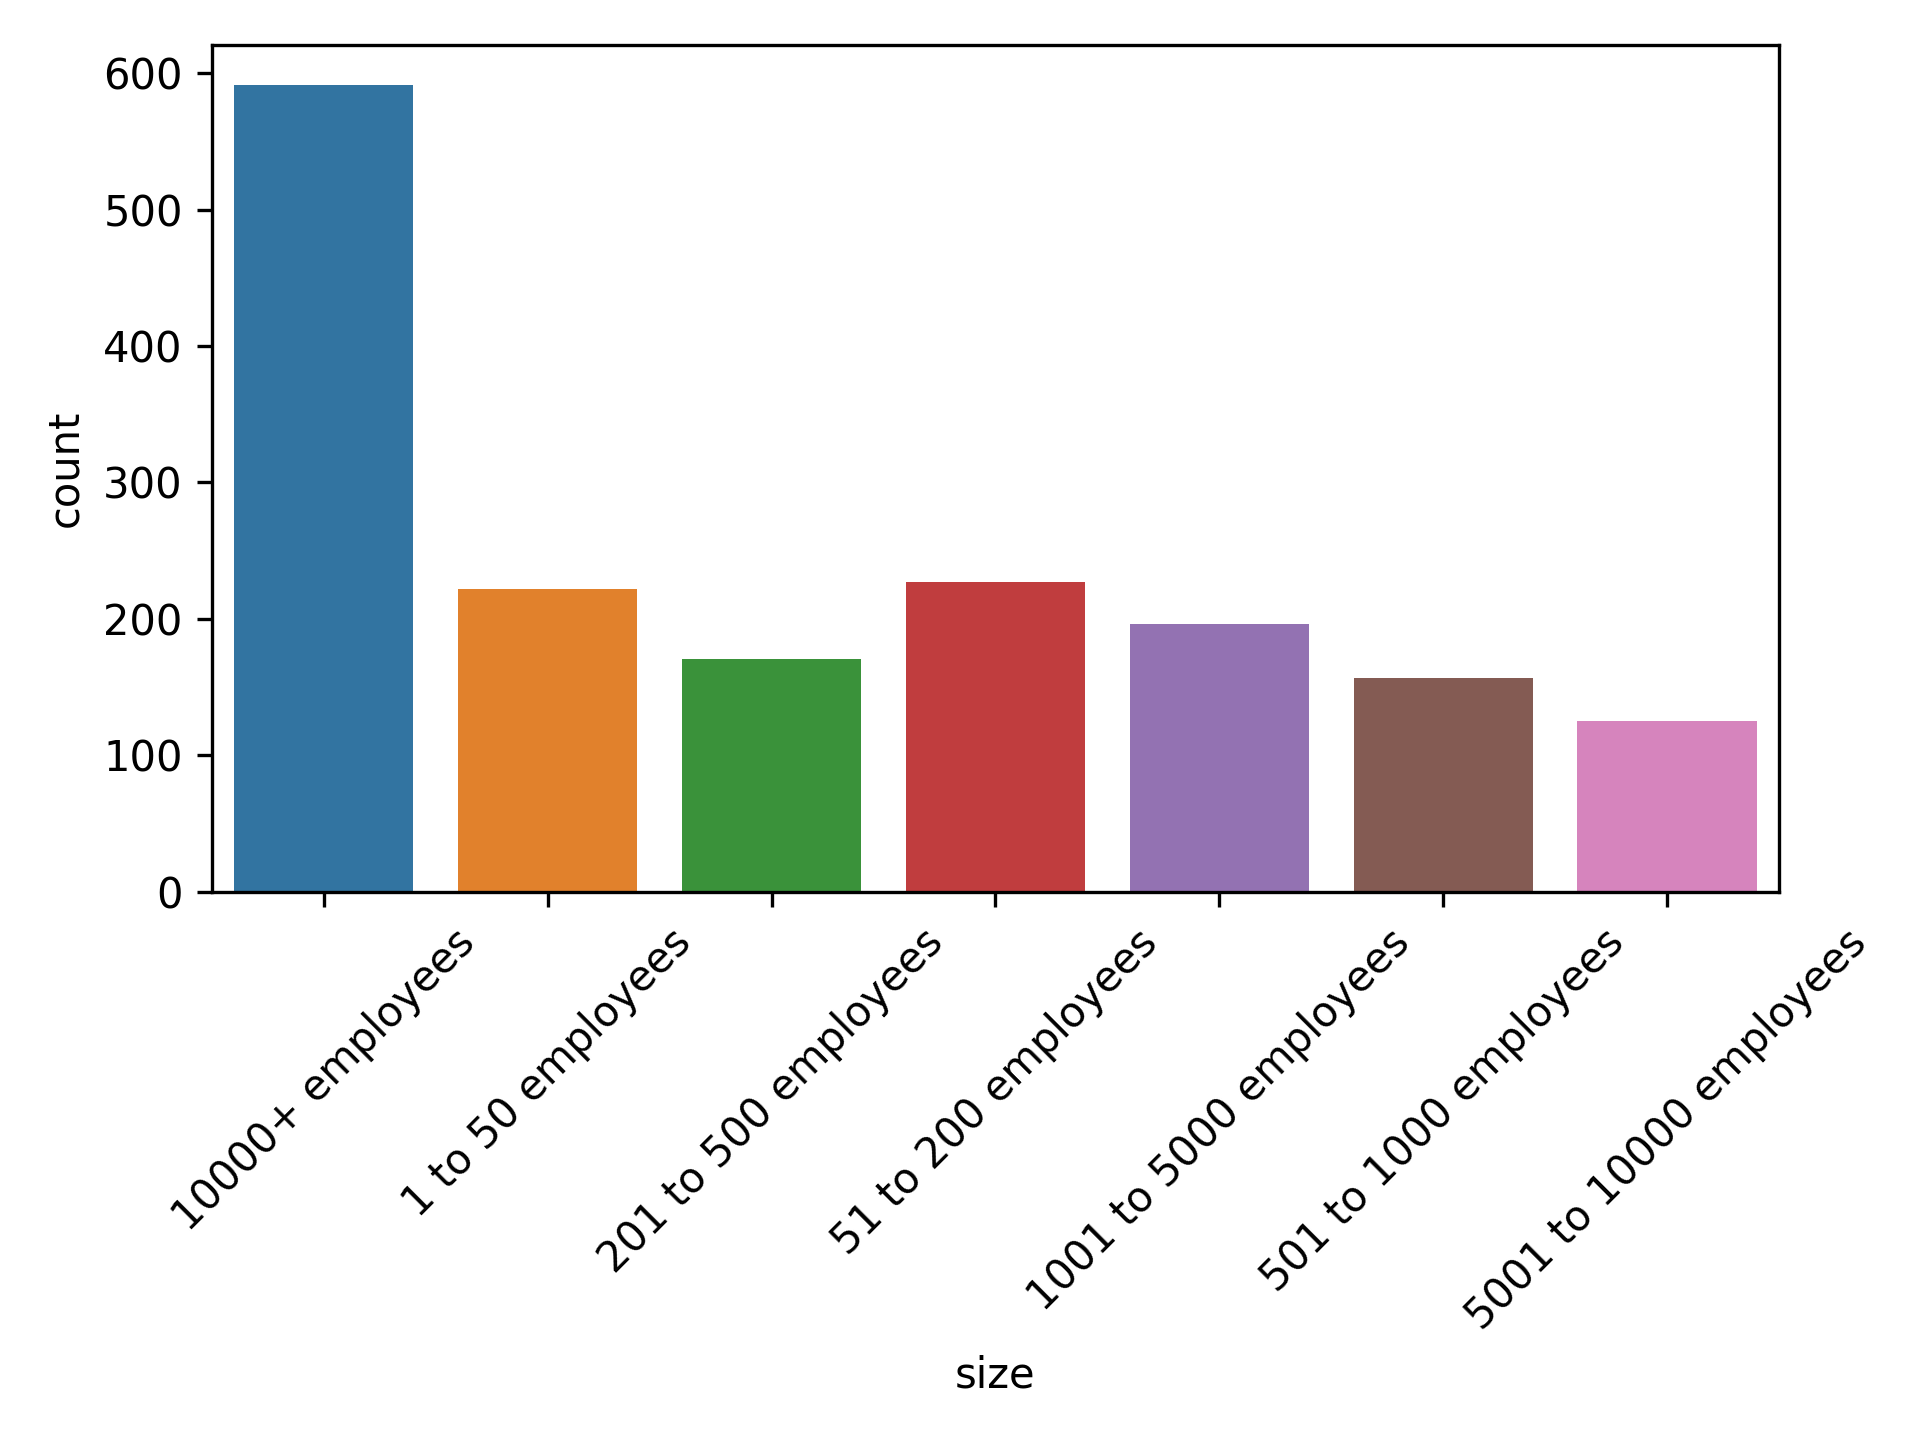 600
500
400
300
200
100
0
count
10000+ employees
1 to 50 employees
201 to 500 employees
51 to 200 employees
1001 to 5000 employees
501 to 1000 employees
5001 to 10000 employees
size